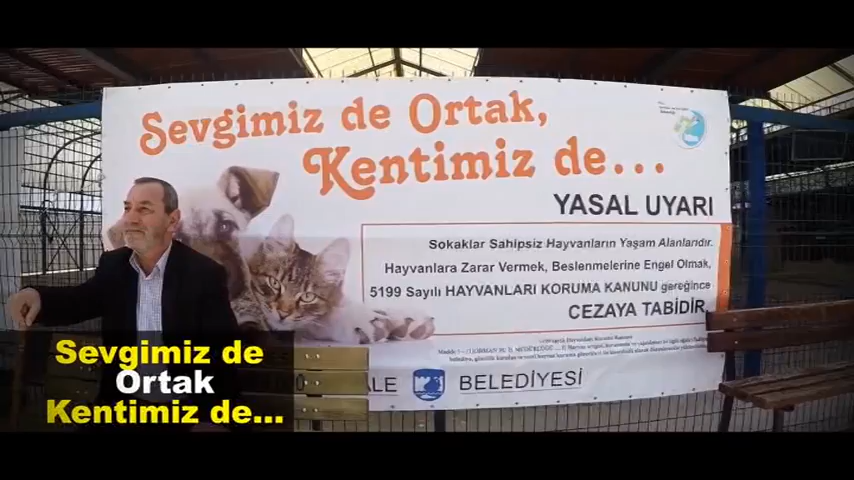 Sevgimiz de Ortak,
Kentimiz de...
YASAL UYARI
Sokaklar Sahipsiz Hayvanların Yaşam Alanlarıdır.
Hayvanlara Zarar Vermek, Beslenmelerine Engel Olmak,
5199 Sayılı HAYVANLARI KORUMA KANUNU gereğince
CEZAYA TABİDİR.
ALE BELEDİYESİ
Sevgimiz de
Ortak
Kentimiz de...